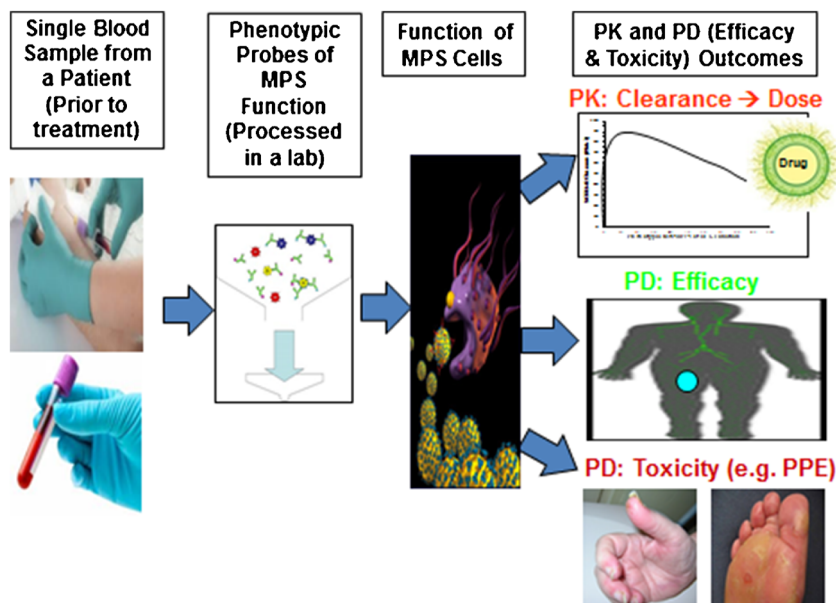 Single Blood
Sample from
a Patient
(Prior to
treatment)
Phenotypic
Probes of
MPS
Function
(Processed
in a lab)
Function of
MPS Cells
PK and PD (Efficacy
& Toxicity) Outcomes
PK: Clearance → Dose
Drug
PD: Efficacy
PD: Toxicity (e.g. PPE)